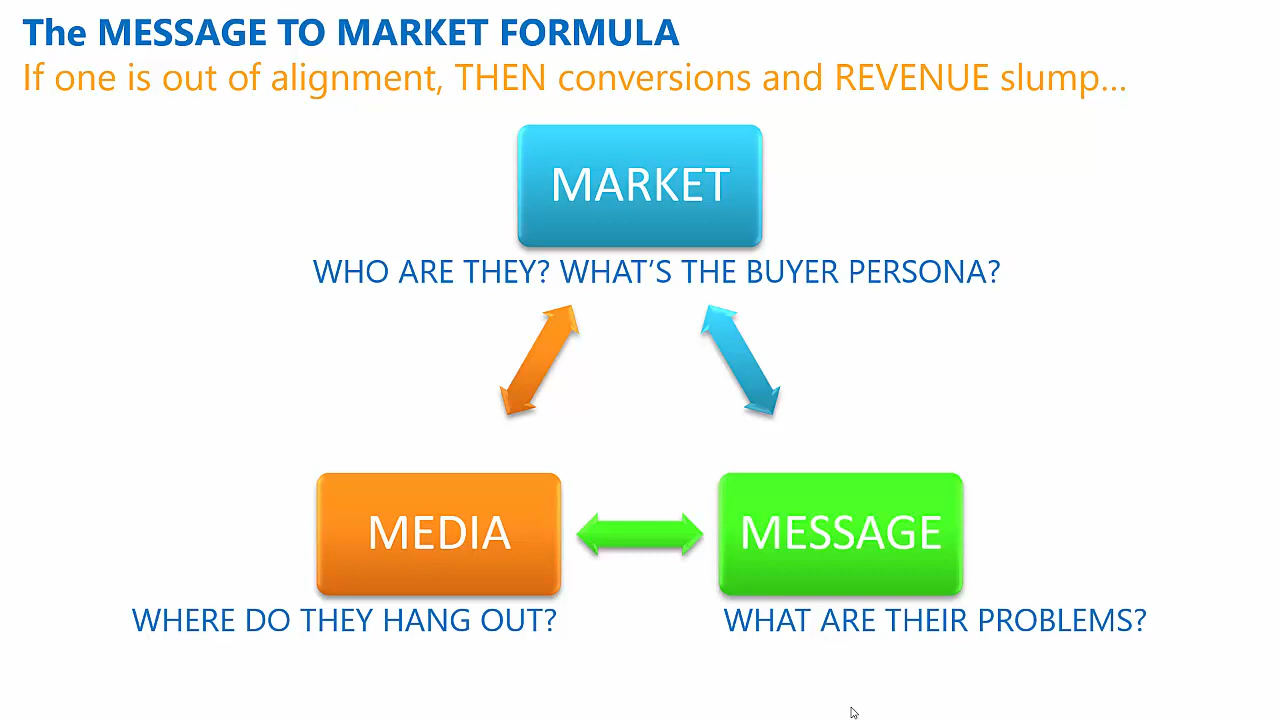 The MESSAGE TO MARKET FORMULA
If one is out of alignment, THEN conversions and REVENUE slump...
MARKET
WHO ARE THEY? WHAT’S THE BUYER PERSONA?
MEDIA
MESSAGE
WHERE DO THEY HANG OUT?
WHAT ARE THEIR PROBLEMS?